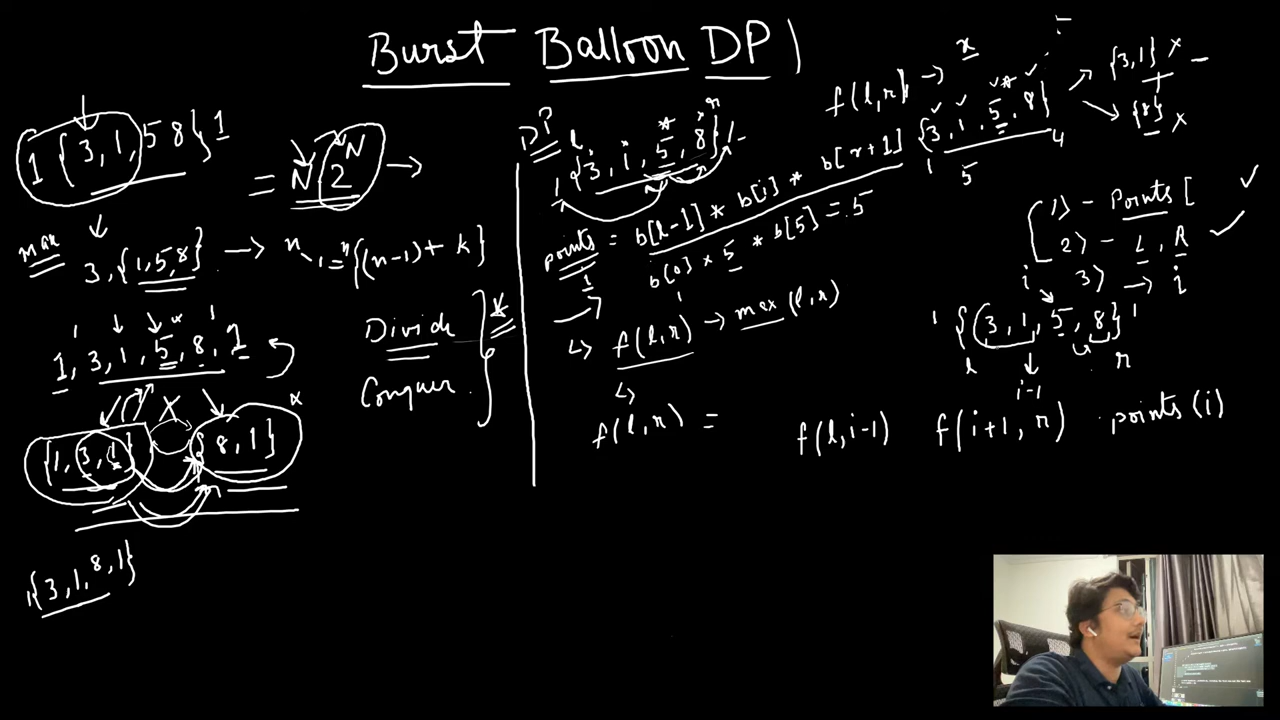 Burst Balloon DP
1 {3, 1, 5 8} 1
= N 2^N →
max
3, {1, 5, 8} →
{(n-1) + k}
1, 3, 1, 5, 8, 1
{1, 3, 1} X {8, 1}
{3, 1, 8, 1}
Divide
Conquer
DP
l, r
1 {3, 1, 5, 8} 1
points = b[l-1] * b[i] * b[r+1]
i
b[0] * 5 * b[5] = 5
f(l, r) → max (l, r)
f(l, r) = f(l, i-1) f(i+1, r) points (i)
f(l, r) → x
{3, 1, 5, 8}
1 4
5
{3, 1} X
{8} X
1) - Points [
2) - L, R
3) → i
i
1 {3, 1, 5, 8} 1
l r
i-1